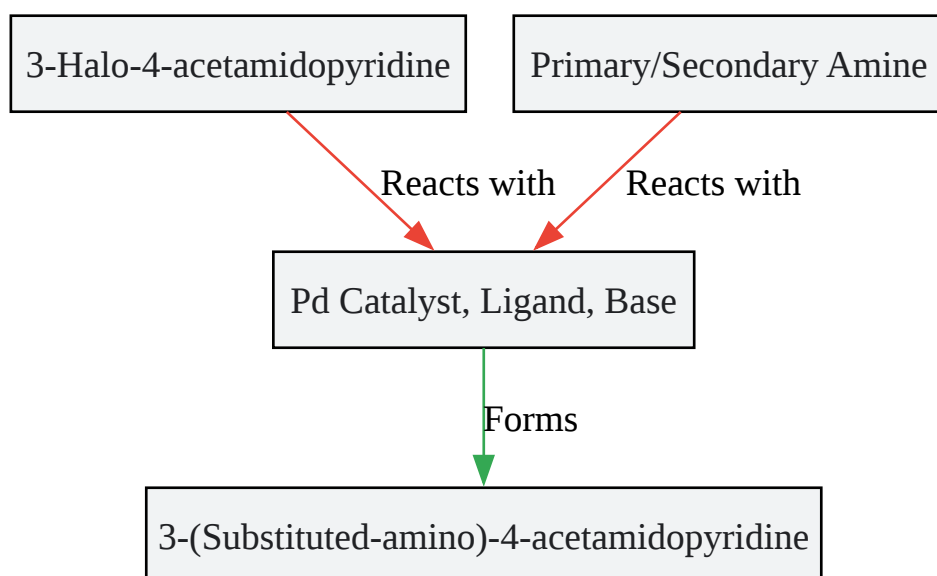 3-Halo-4-acetamidopyridine
Primary/Secondary Amine
Reacts with
Reacts with
Pd Catalyst, Ligand, Base
Forms
3-(Substituted-amino)-4-acetamidopyridine